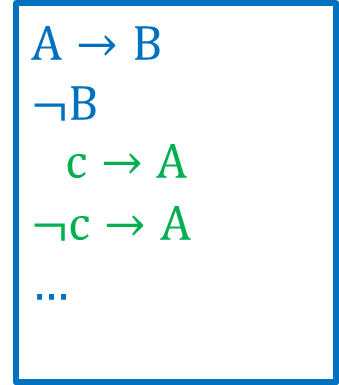 A → B
¬B
c → A
¬c → A
...